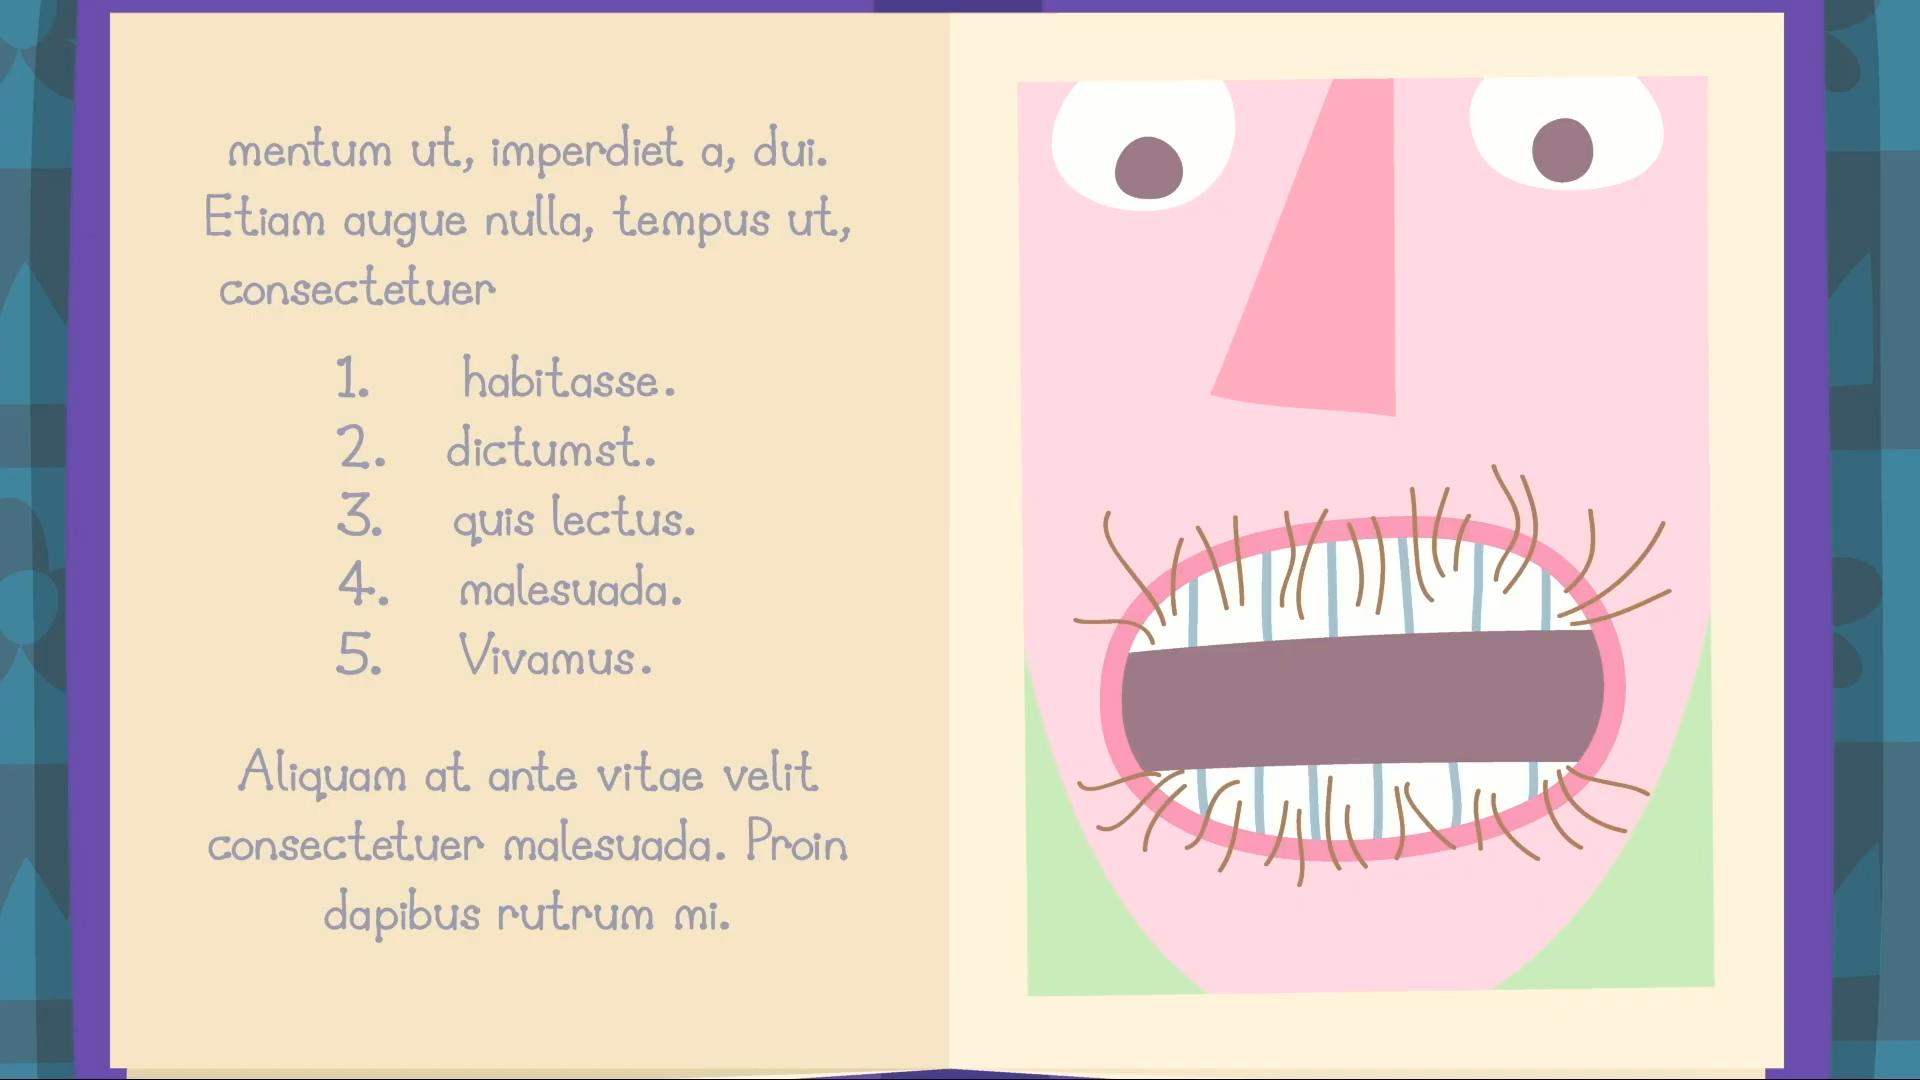 mentum ut, imperdiet a, dui.
Etiam augue nulla, tempus ut,
consectetuer
1. habitasse.
2. dictumst.
3. quis lectus.
4. malesuada.
5. Vivamus.
Aliquam at ante vitae velit
consectetuer malesuada. Proin
dapibus rutrum mi.